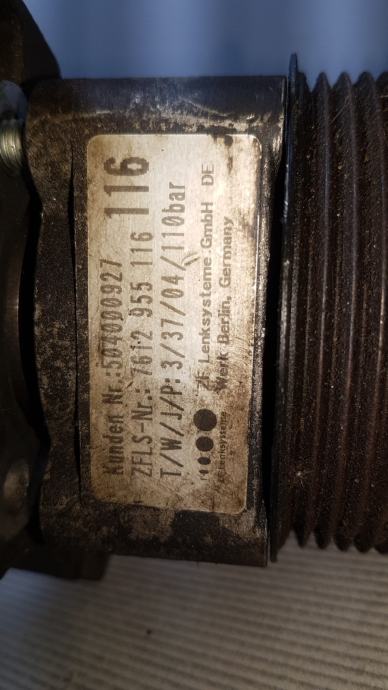 Kunden Nr.:5040000927
ZFLS-Nr.: 7612 955 116 116
T/W/J/P: 3/37/04/110bar
ZF Lenksysteme GmbH DE
Werk Berlin, Germany